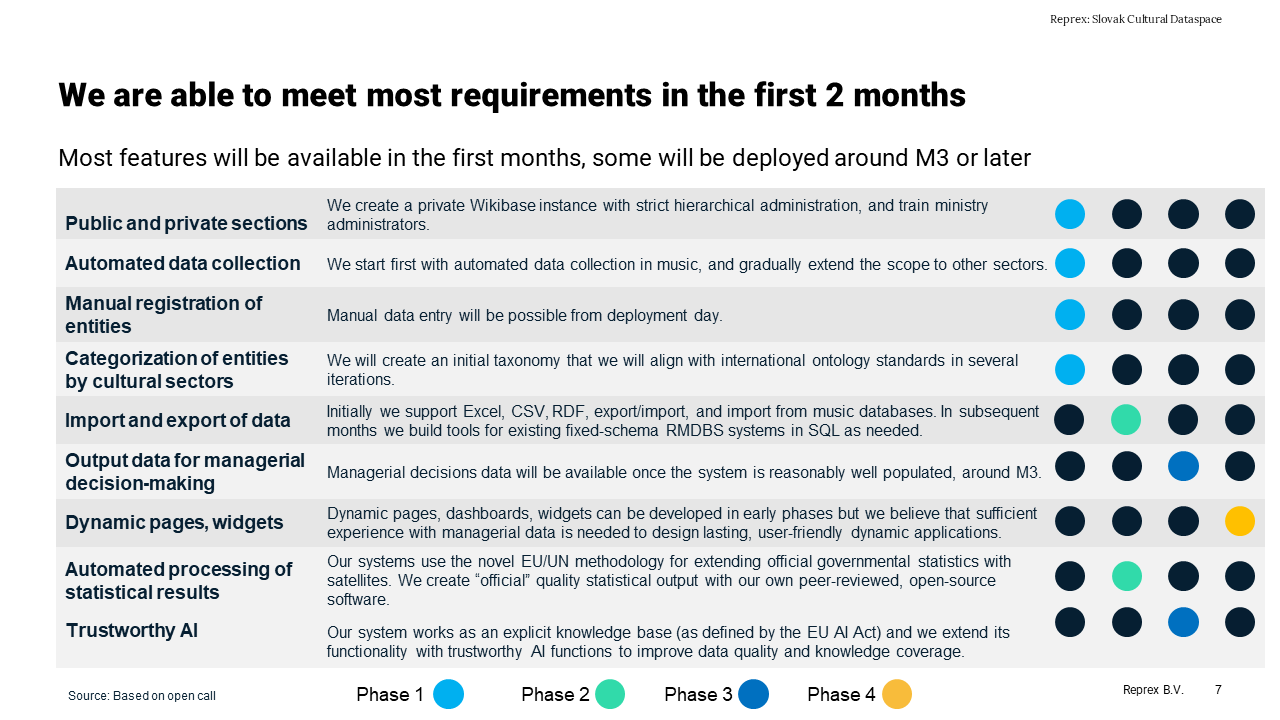 Reprex: Slovak Cultural Dataspace
We are able to meet most requirements in the first 2 months
Most features will be available in the first months, some will be deployed around M3 or later
Public and private sections
We create a private Wikibase instance with strict hierarchical administration, and train ministry
administrators.
Automated data collection
We start first with automated data collection in music, and gradually extend the scope to other sectors.
Manual registration of
entities
Manual data entry will be possible from deployment day.
Categorization of entities
by cultural sectors
We will create an initial taxonomy that we will align with international ontology standards in several
iterations.
Import and export of data
Initially we support Excel, CSV, RDF, export/import, and import from music databases. In subsequent
months we build tools for existing fixed-schema RMDBS systems in SQL as needed.
Output data for managerial
decision-making
Managerial decisions data will be available once the system is reasonably well populated, around M3.
Dynamic pages, widgets
Dynamic pages, dashboards, widgets can be developed in early phases but we believe that sufficient
experience with managerial data is needed to design lasting, user-friendly dynamic applications.
Automated processing of
statistical results
Our systems use the novel EU/UN methodology for extending official governmental statistics with
satellites. We create “official” quality statistical output with our own peer-reviewed, open-source
software.
Trustworthy AI
Our system works as an explicit knowledge base (as defined by the EU AI Act) and we extend its
functionality with trustworthy AI functions to improve data quality and knowledge coverage.
Source: Based on open call
Phase 1
Phase 2
Phase 3
Phase 4
Reprex B.V.
7